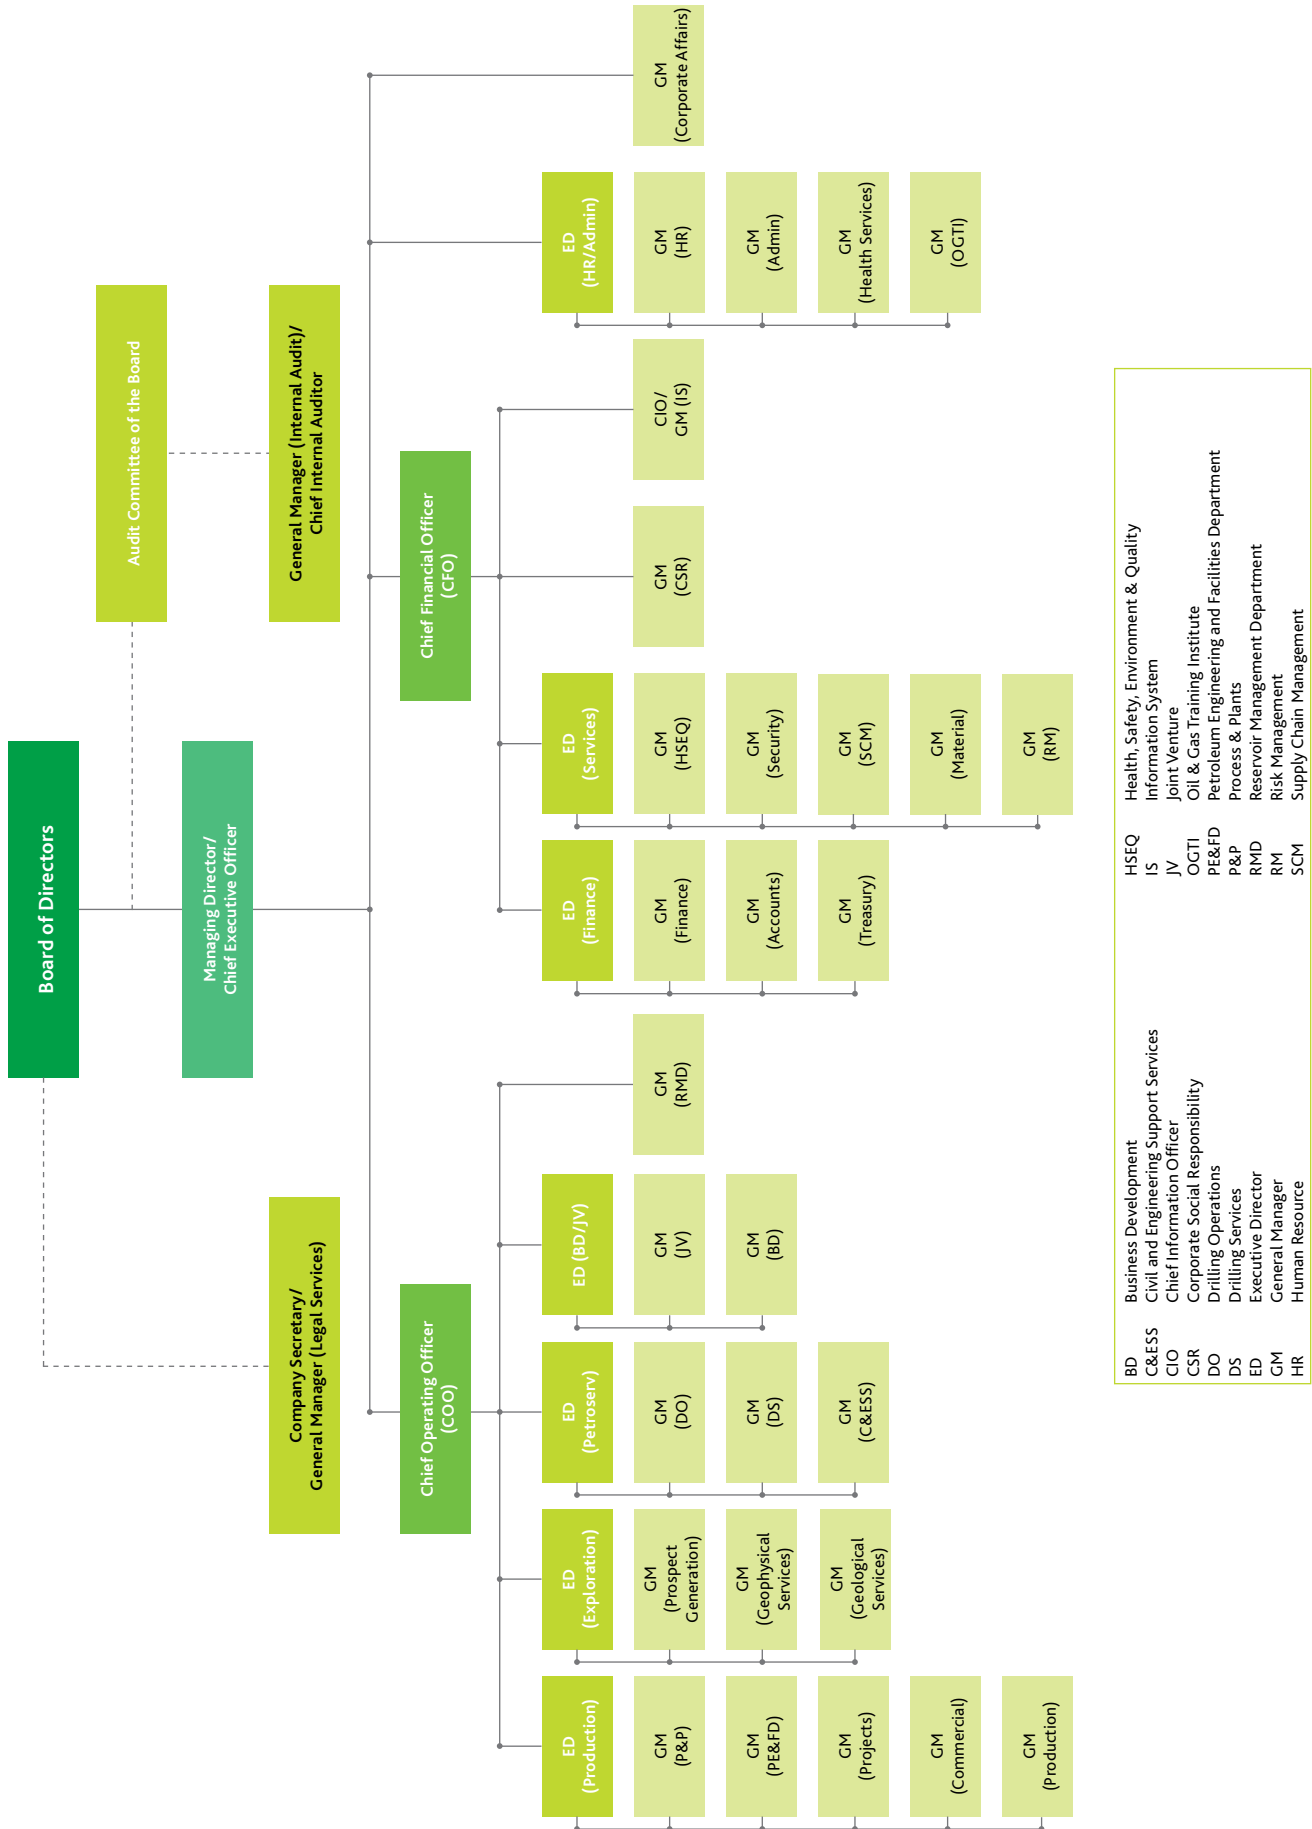 Board of Directors
Audit Committee of the Board
Managing Director/
Chief Executive Officer
Company Secretary/
General Manager (Legal Services)
General Manager (Internal Audit)/
Chief Internal Auditor
Chief Operating Officer
(COO)
Chief Financial Officer
(CFO)
ED
(Production)
GM
(P&P)
GM
(PE&FD)
GM
(Projects)
GM
(Commercial)
GM
(Production)
ED
(Exploration)
GM
(Prospect
Generation)
GM
(Geophysical
Services)
GM
(Geological
Services)
ED
(Petroserv)
GM
(DO)
GM
(DS)
GM
(C&ESS)
ED (BD/JV)
GM
(JV)
GM
(BD)
GM
(RMD)
ED
(Finance)
GM
(Finance)
GM
(Accounts)
GM
(Treasury)
ED
(Services)
GM
(HSEQ)
GM
(Security)
GM
(SCM)
GM
(Material)
GM
(RM)
GM
(CSR)
CIO/
GM (IS)
ED
(HR/Admin)
GM
(HR)
GM
(Admin)
GM
(Health Services)
GM
(OGTI)
GM
(Corporate Affairs)
BD Business Development
C&ESS Civil and Engineering Support Services
CIO Chief Information Officer
CSR Corporate Social Responsibility
DO Drilling Operations
DS Drilling Services
ED Executive Director
GM General Manager
HR Human Resource
HSEQ Health, Safety, Environment & Quality
IS Information System
JV Joint Venture
OGTI Oil & Gas Training Institute
PE&FD Petroleum Engineering and Facilities Department
P&P Process & Plants
RMD Reservoir Management Department
RM Risk Management
SCM Supply Chain Management